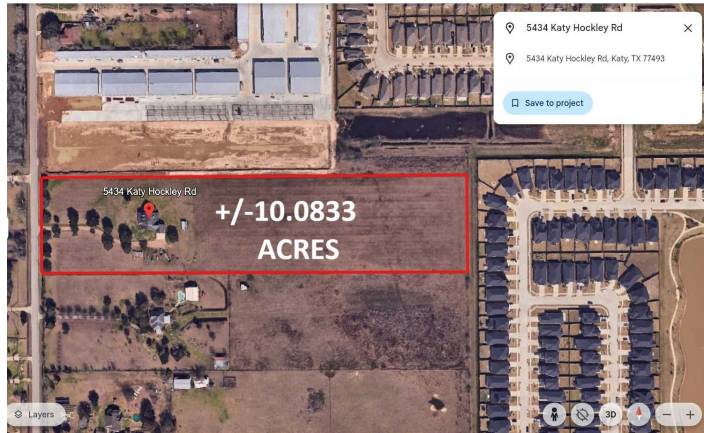 5434 Katy Hockley Rd
5434 Katy Hockley Rd, Katy, TX 77493
Save to project
5434 Katy Hockley Rd
+/-10.0833
ACRES
Layers
3D